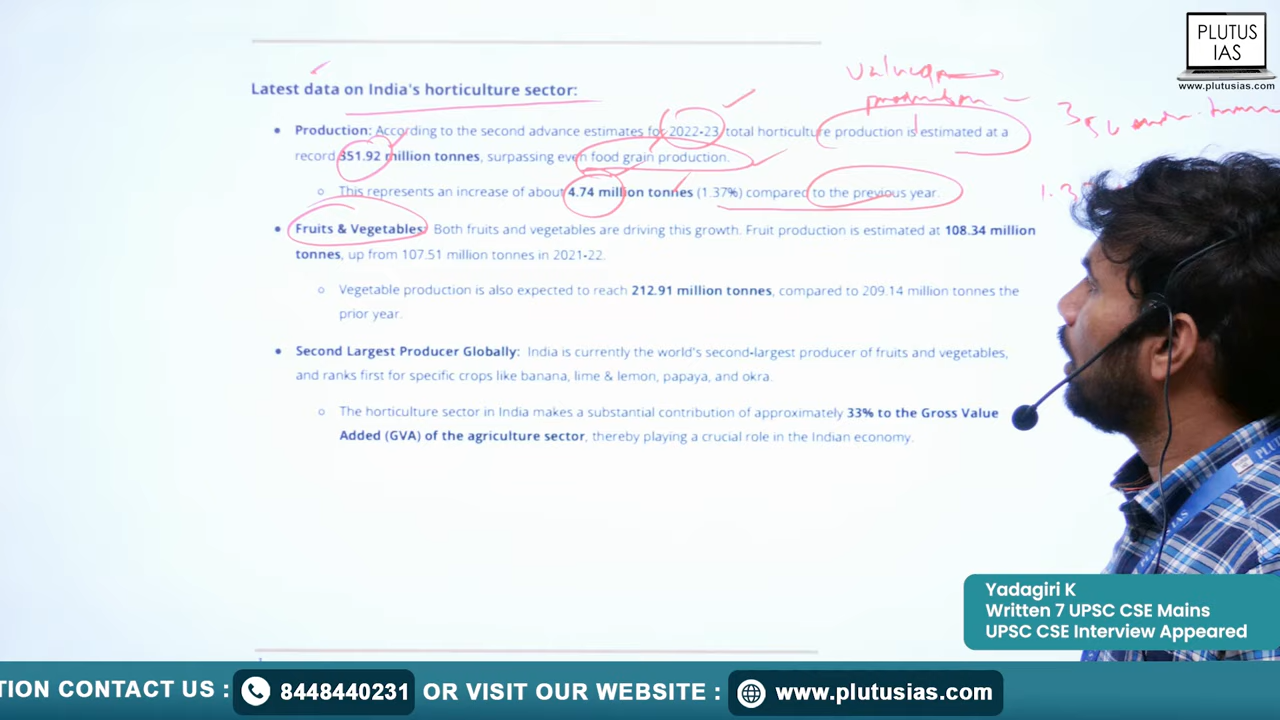 PLUTUS
IAS
www.plutusias.com
Latest data on India's horticulture sector:
value
production
• Production: According to the second advance estimates for 2022-23, total horticulture production is estimated at a
record 351.92 million tonnes, surpassing even food grain production.
○ This represents an increase of about 4.74 million tonnes (1.37%) compared to the previous year.
• Fruits & Vegetables: Both fruits and vegetables are driving this growth. Fruit production is estimated at 108.34 million
tonnes, up from 107.51 million tonnes in 2021-22.
○ Vegetable production is also expected to reach 212.91 million tonnes, compared to 209.14 million tonnes the
prior year.
• Second Largest Producer Globally: India is currently the world's second-largest producer of fruits and vegetables,
and ranks first for specific crops like banana, lime & lemon, papaya, and okra.
○ The horticulture sector in India makes a substantial contribution of approximately 33% to the Gross Value
Added (GVA) of the agriculture sector, thereby playing a crucial role in the Indian economy.
Yadagiri K
Written 7 UPSC CSE Mains
UPSC CSE Interview Appeared
TION CONTACT US : 8448440231 OR VISIT OUR WEBSITE : www.plutusias.com